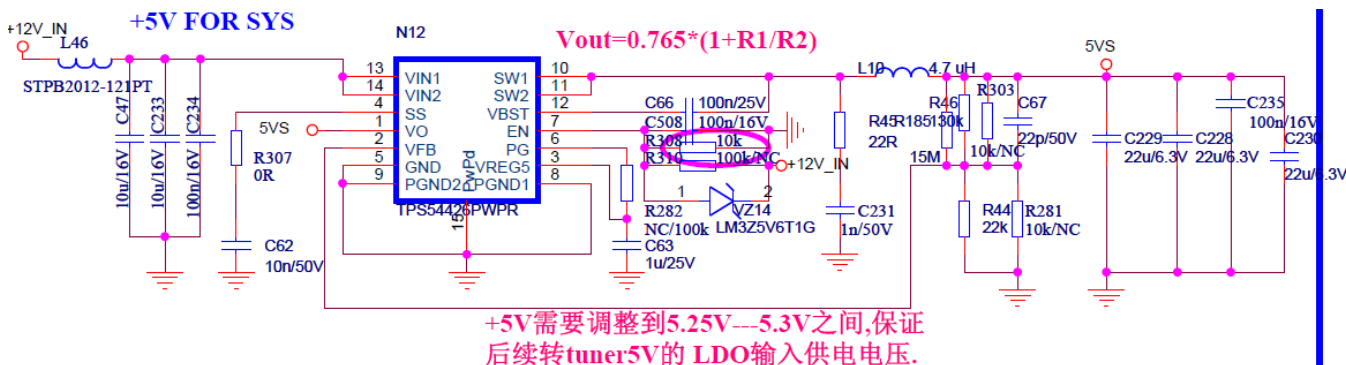 +5V FOR SYS
+12V_IN
L46
STPB2012-121PT
C47
10u/16V
C233
10u/16V
C234
100n/16V
5VS
R307
0R
C62
10n/50V
N12
13 VIN1 SW1 10
14 VIN2 SW2 11
4 SS VBST 12
1 VO EN 7
2 VFB PG 6
5 GND VREG5 3
9 PGND2 PGND1 8
PwPd
15
TPS54426PWPR
Vout=0.765*(1+R1/R2)
C66 100n/25V
C508 100n/16V
R308 10k
R310 100k/NC
+12V_IN
1 2
VZ14
LM3Z5V6T1G
R282
NC/100k
C63
1u/25V
L10 4.7 uH
R45
22R
C231
1n/50V
R46
R185
130k
15M
R303
10k/NC
C67
22p/50V
R44
22k
R281
10k/NC
5VS
C229
22u/6.3V
C228
22u/6.3V
C235
100n/16V
C230
22u/6.3V
+5V需要调整到5.25V---5.3V之间,保证
后续转tuner5V的 LDO输入供电电压.